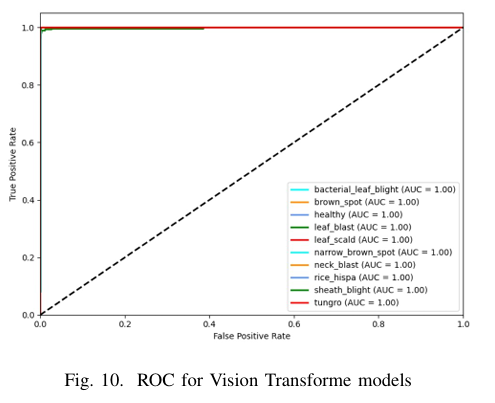 1.0
0.8
0.6
0.4
0.2
0.0
True Positive Rate
bacterial_leaf_blight (AUC = 1.00)
brown_spot (AUC = 1.00)
healthy (AUC = 1.00)
leaf_blast (AUC = 1.00)
leaf_scald (AUC = 1.00)
narrow_brown_spot (AUC = 1.00)
neck_blast (AUC = 1.00)
rice_hispa (AUC = 1.00)
sheath_blight (AUC = 1.00)
tungro (AUC = 1.00)
0.0 0.2 0.4 0.6 0.8 1.0
False Positive Rate
Fig. 10. ROC for Vision Transforme models